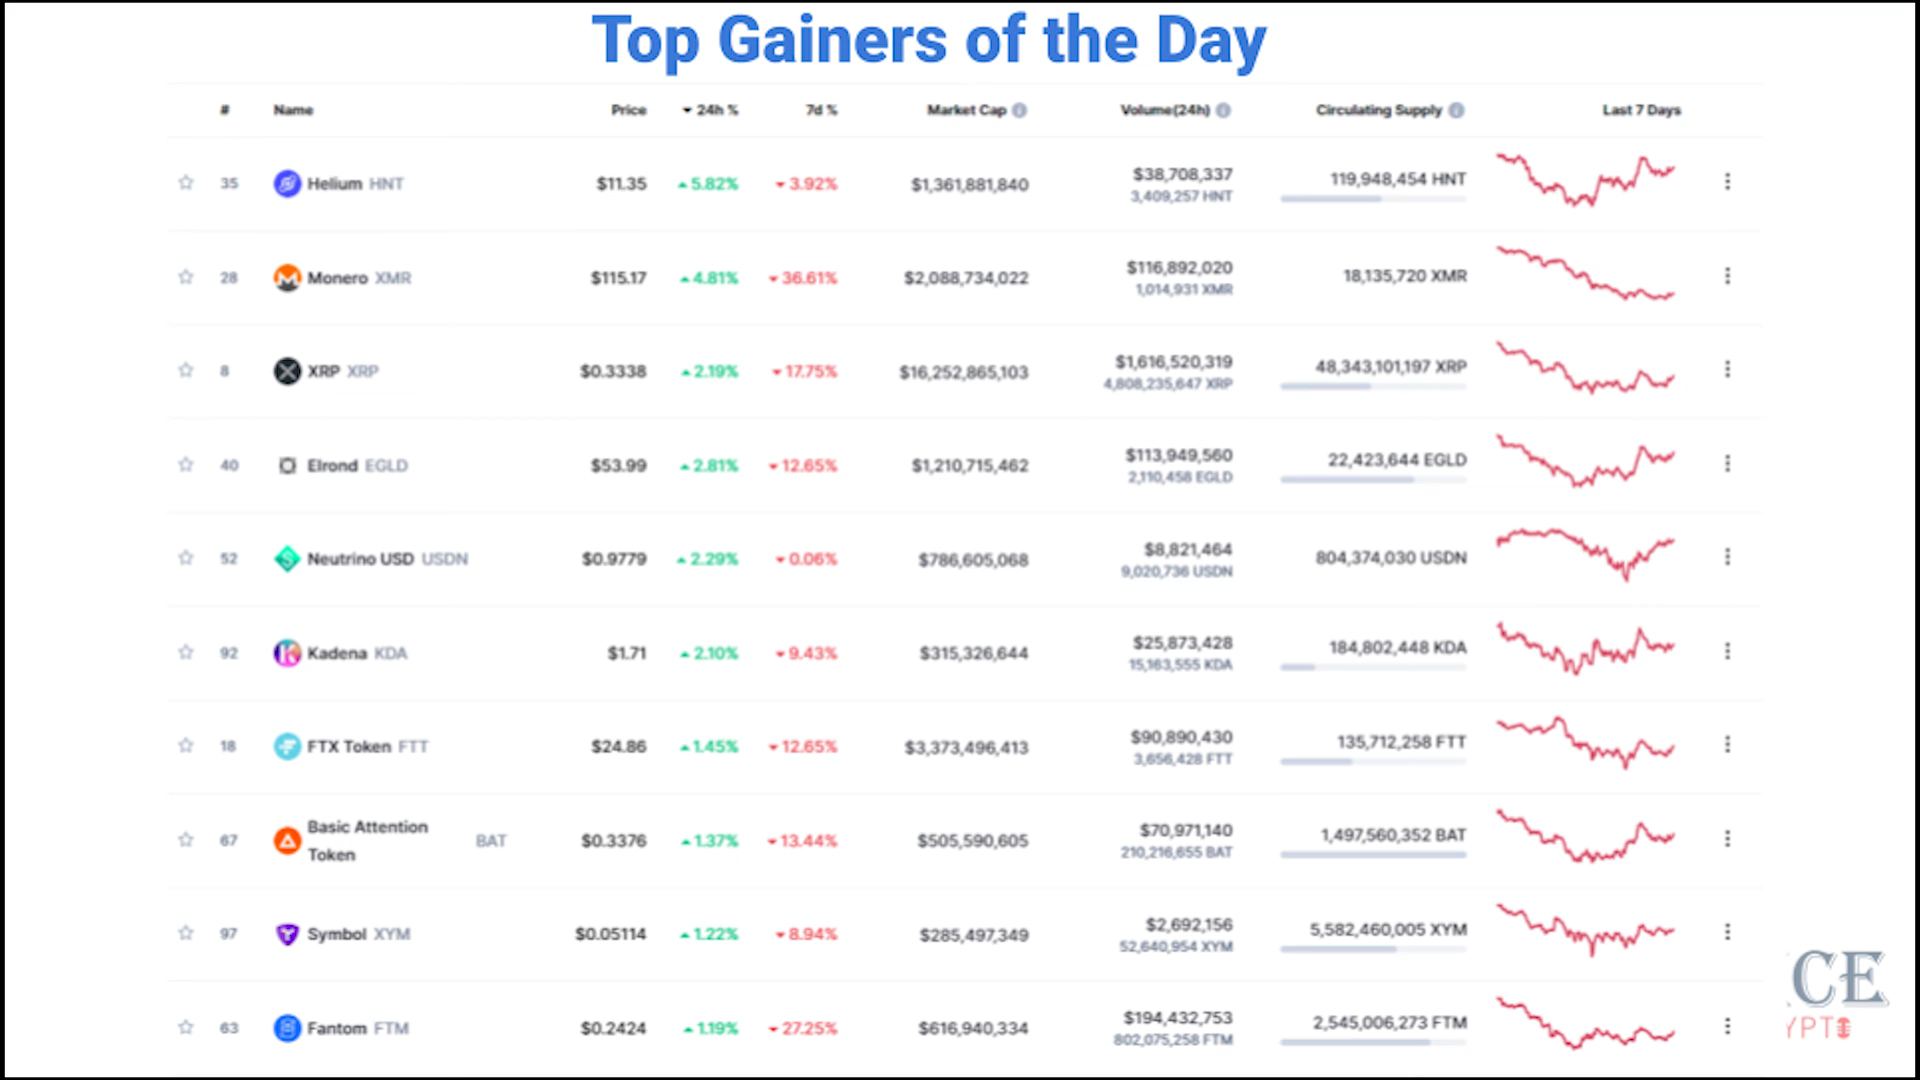 Top Gainers of the Day
# Name Price 24h % 7d % Market Cap Volume(24h) Circulating Supply Last 7 Days
35 Helium HNT $11.35 5.82% 3.92% $1,361,881,840 $38,708,337 119,948,454 HNT
3,409,257 HNT
28 Monero XMR $115.17 4.81% 36.61% $2,088,734,022 $116,892,020 18,135,720 XMR
1,014,931 XMR
8 XRP XRP $0.3338 2.19% 17.75% $16,252,865,103 $1,616,520,319 48,343,101,197 XRP
4,808,235,647 XRP
40 Elrond EGLD $53.99 2.81% 12.65% $1,210,715,462 $113,949,560 22,423,644 EGLD
2,110,458 EGLD
52 Neutrino USD USDN $0.9779 2.29% 0.06% $786,605,068 $8,821,464 804,374,030 USDN
9,020,736 USDN
92 Kadena KDA $1.71 2.10% 9.43% $315,326,644 $25,873,428 184,802,448 KDA
15,163,555 KDA
18 FTX Token FTT $24.86 1.45% 12.65% $3,373,496,413 $90,890,430 135,712,258 FTT
3,656,428 FTT
67 Basic Attention Token BAT $0.3376 1.37% 13.44% $505,590,605 $70,971,140 1,497,560,352 BAT
210,216,655 BAT
97 Symbol XYM $0.05114 1.22% 8.94% $285,497,349 $2,692,156 5,582,460,005 XYM
52,640,954 XYM
63 Fantom FTM $0.2424 1.19% 27.25% $616,940,334 $194,432,753 2,545,006,273 FTM
802,075,258 FTM
CE
YPTO